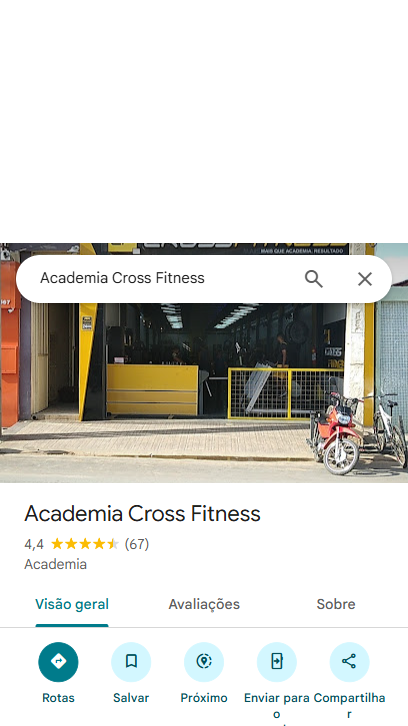 CROSSFITNESS
MAIS QUE ACADEMIA. RESULTADO
Academia Cross Fitness
Academia Cross Fitness
4,4 (67)
Academia
Visão geral Avaliações Sobre
Rotas Salvar Próximo Enviar para o Compartilhar